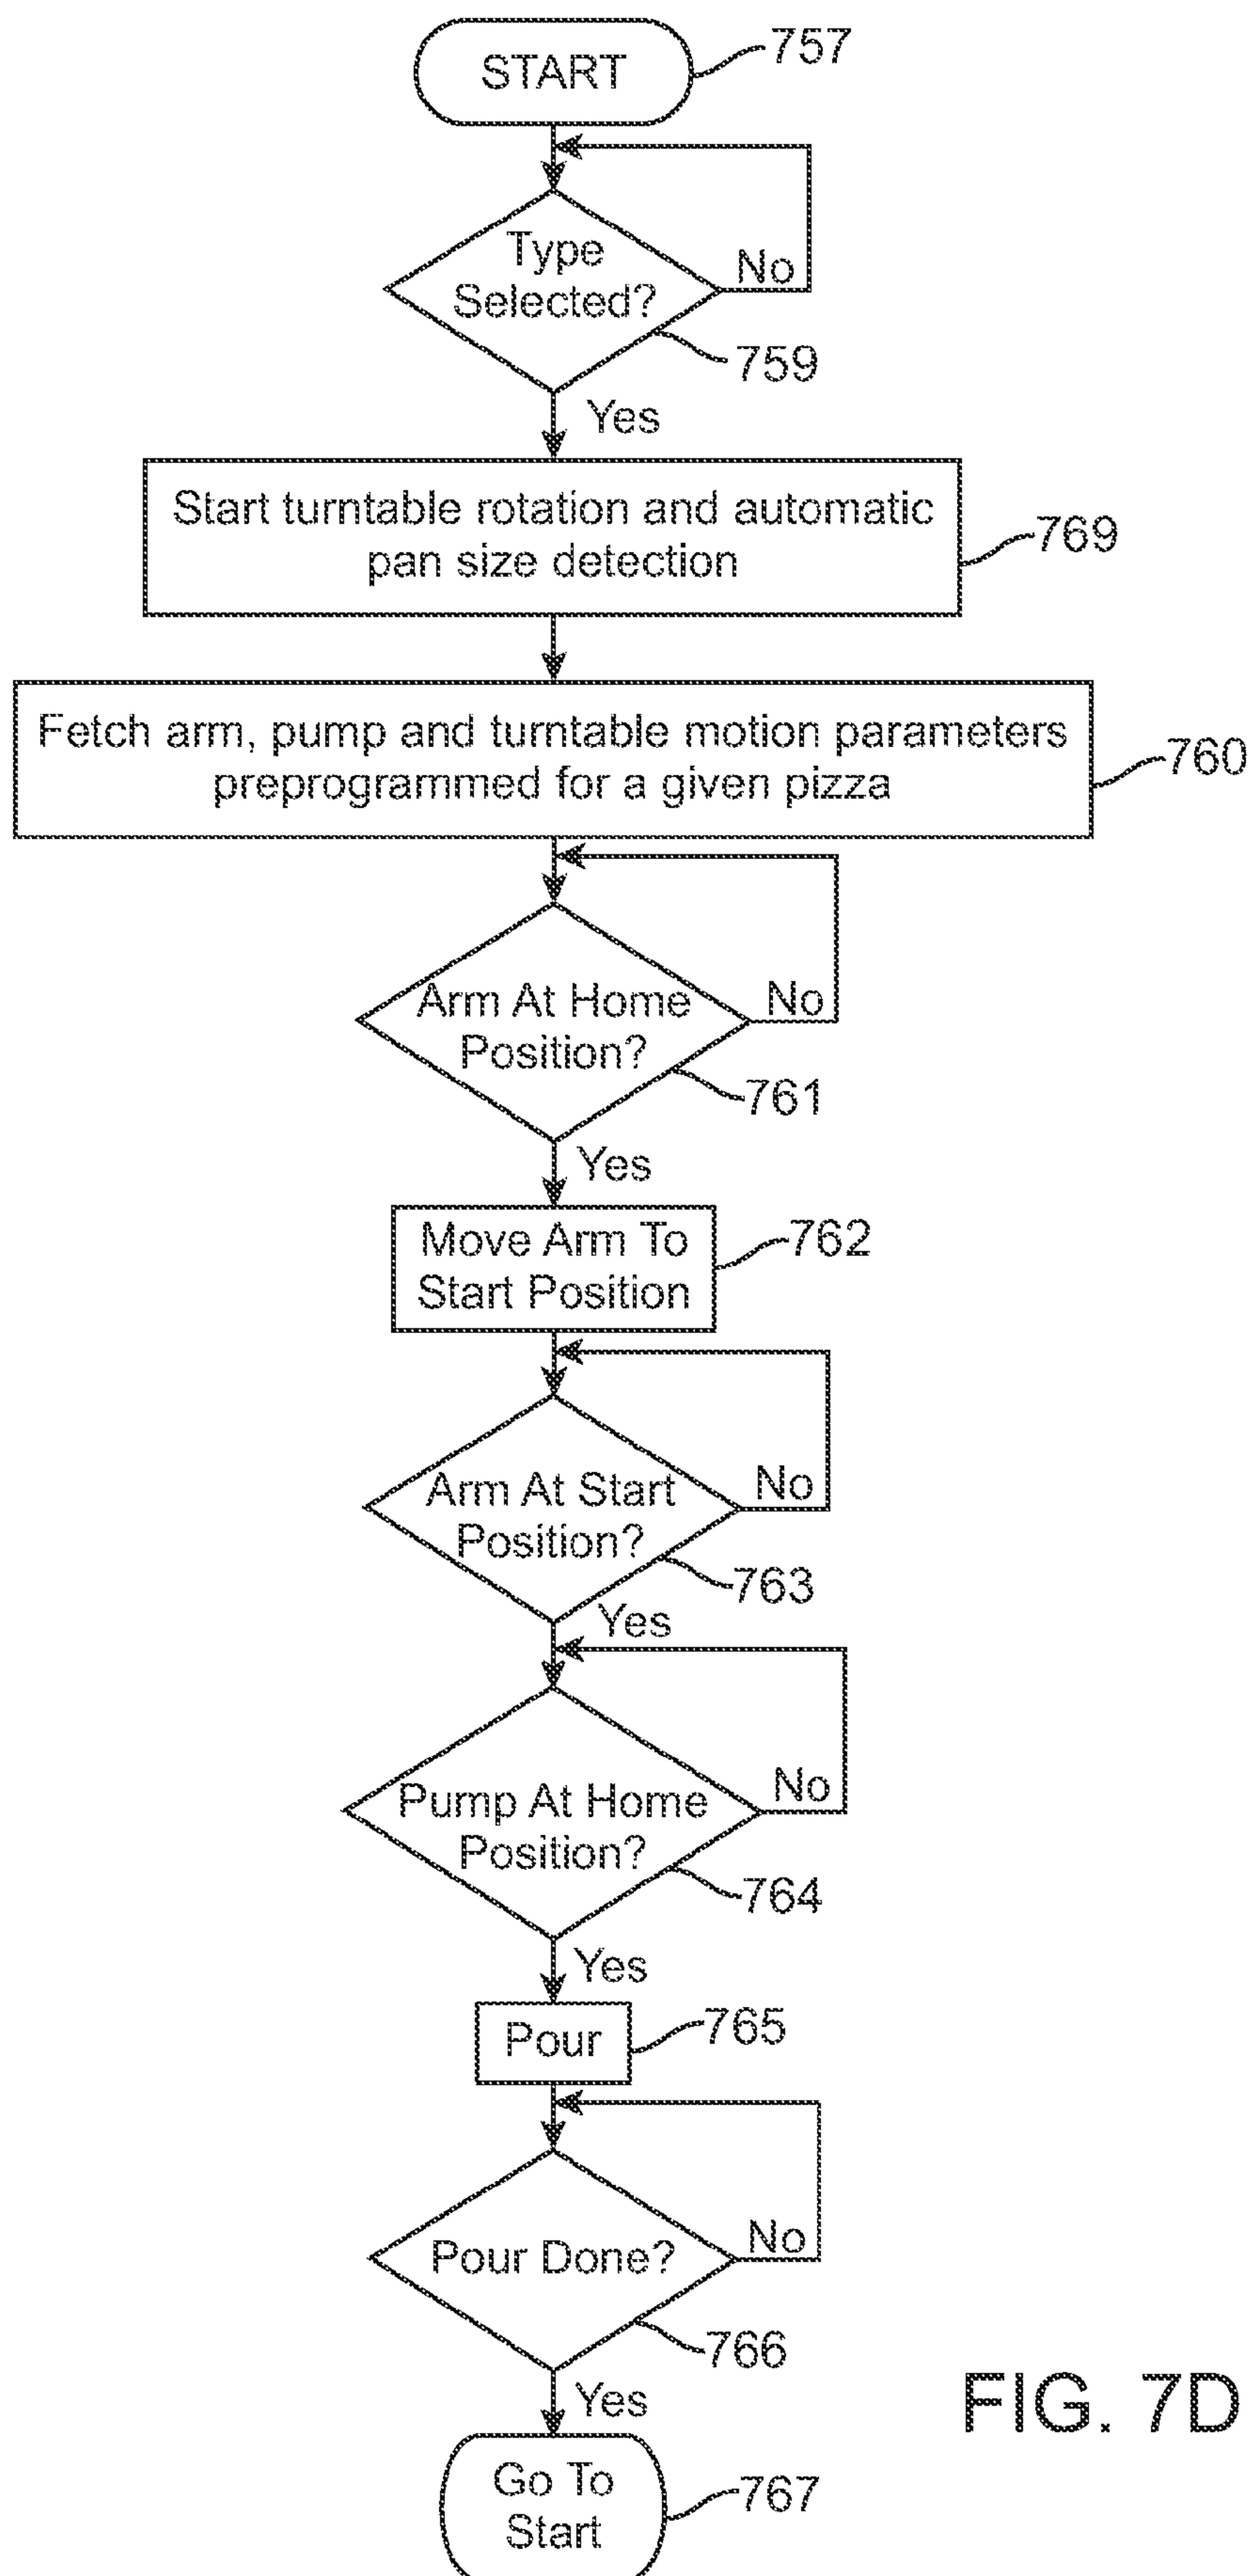 START
757
Type
Selected?
No
759
Yes
Start turntable rotation and automatic
pan size detection
769
Fetch arm, pump and turntable motion parameters
preprogrammed for a given pizza
760
Arm At Home
Position?
No
761
Yes
Move Arm To
Start Position
762
Arm At Start
Position?
No
763
Yes
Pump At Home
Position?
No
764
Yes
Pour
765
Pour Done?
No
766
Yes
Go To
Start
767
FIG. 7D